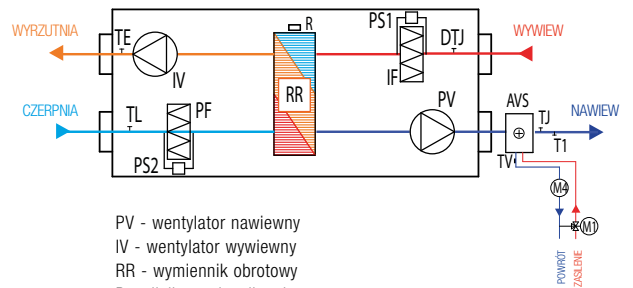 WYRZUTNIA
TE
IV
R
PS1
DTJ
WYWIEW
IF
RR
CZERPNIA
TL
PF
PS2
PV
AVS
TJ
NAWIEW
T1
TV
M4
M1
POWRÓT
ZASILENIE
PV - wentylator nawiewny
IV - wentylator wywiewny
RR - wymiennik obrotowy